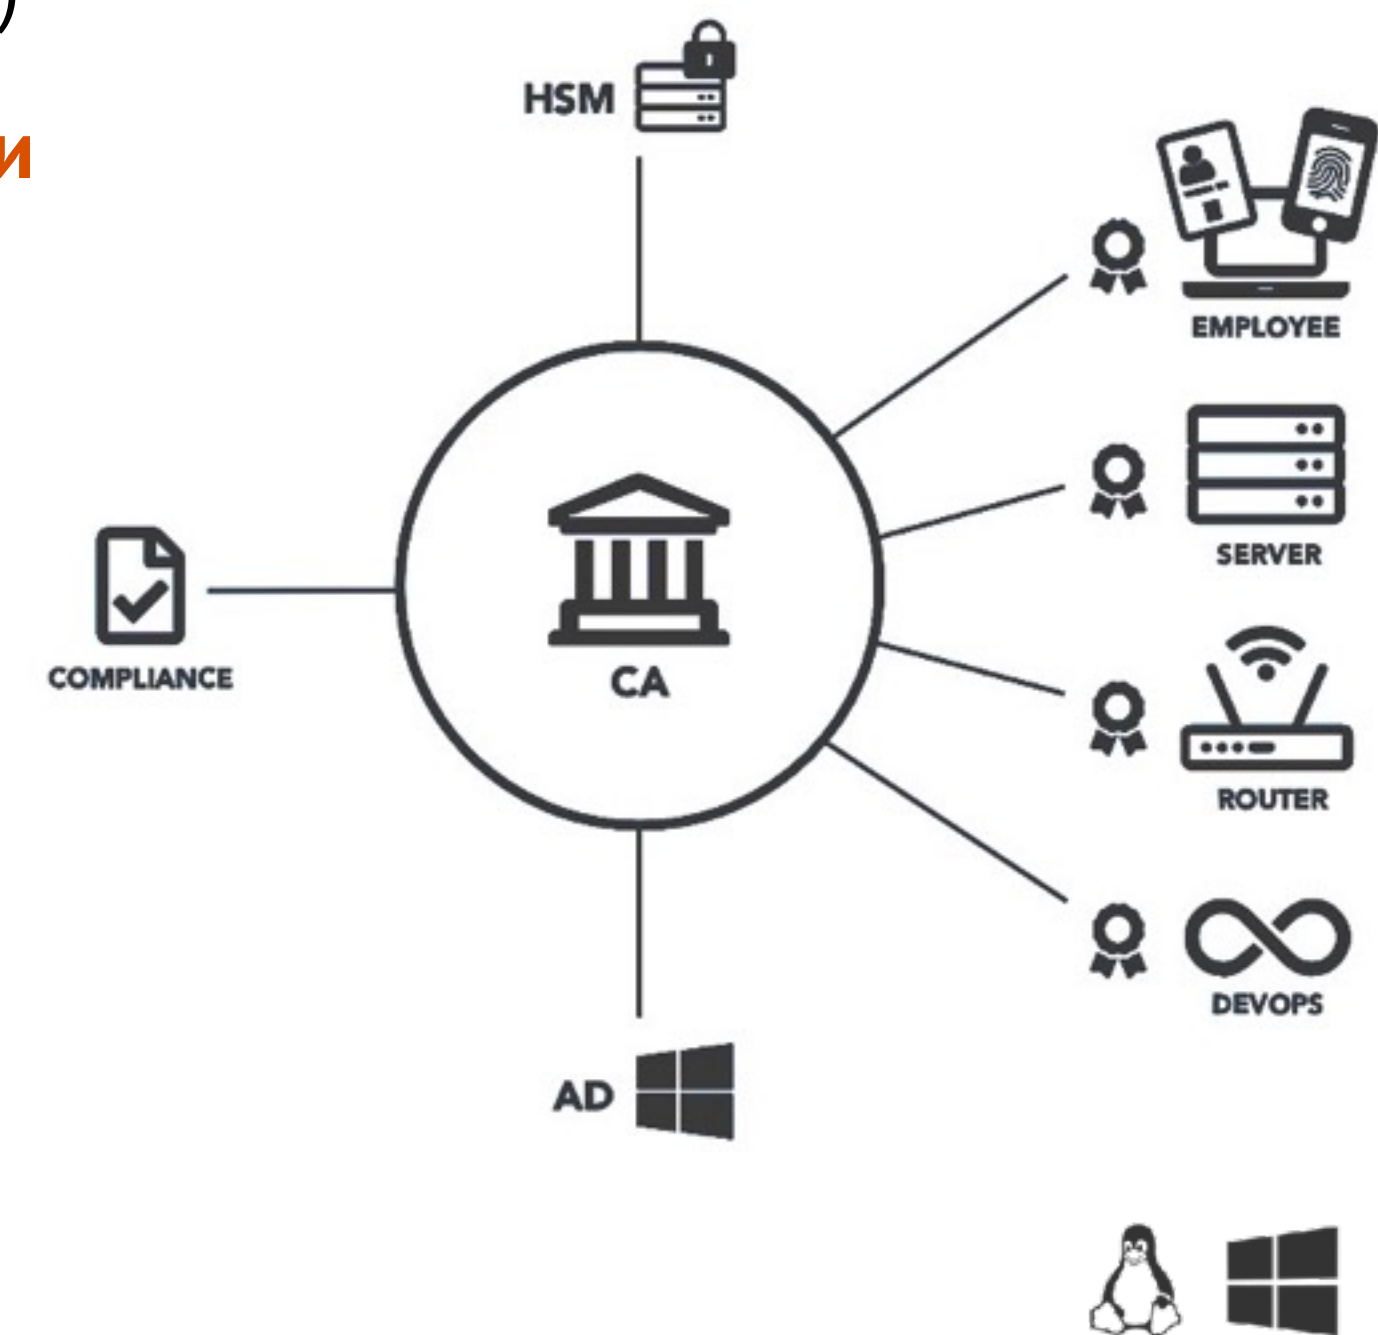 )
и
HSM
EMPLOYEE
SERVER
COMPLIANCE
CA
ROUTER
DEVOPS
AD